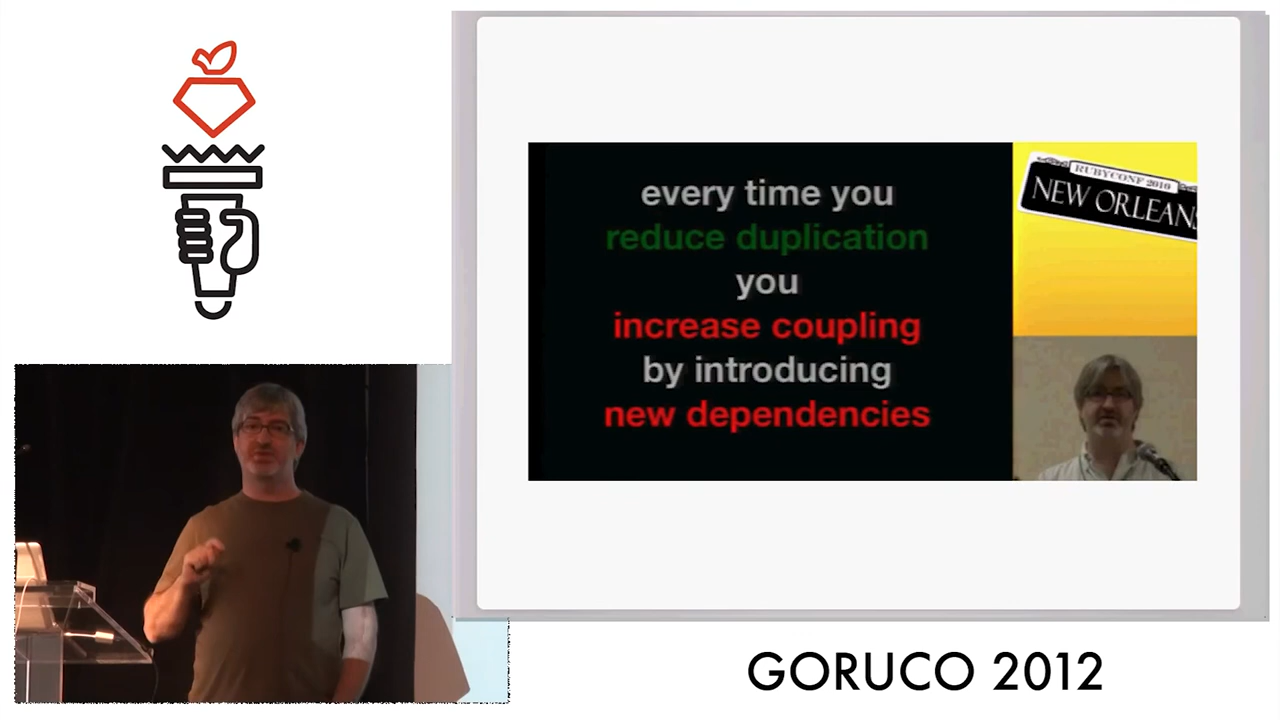 every time you
reduce duplication
you
increase coupling
by introducing
new dependencies
RUBYCONF 2010
NEW ORLEANS
GORUCO 2012